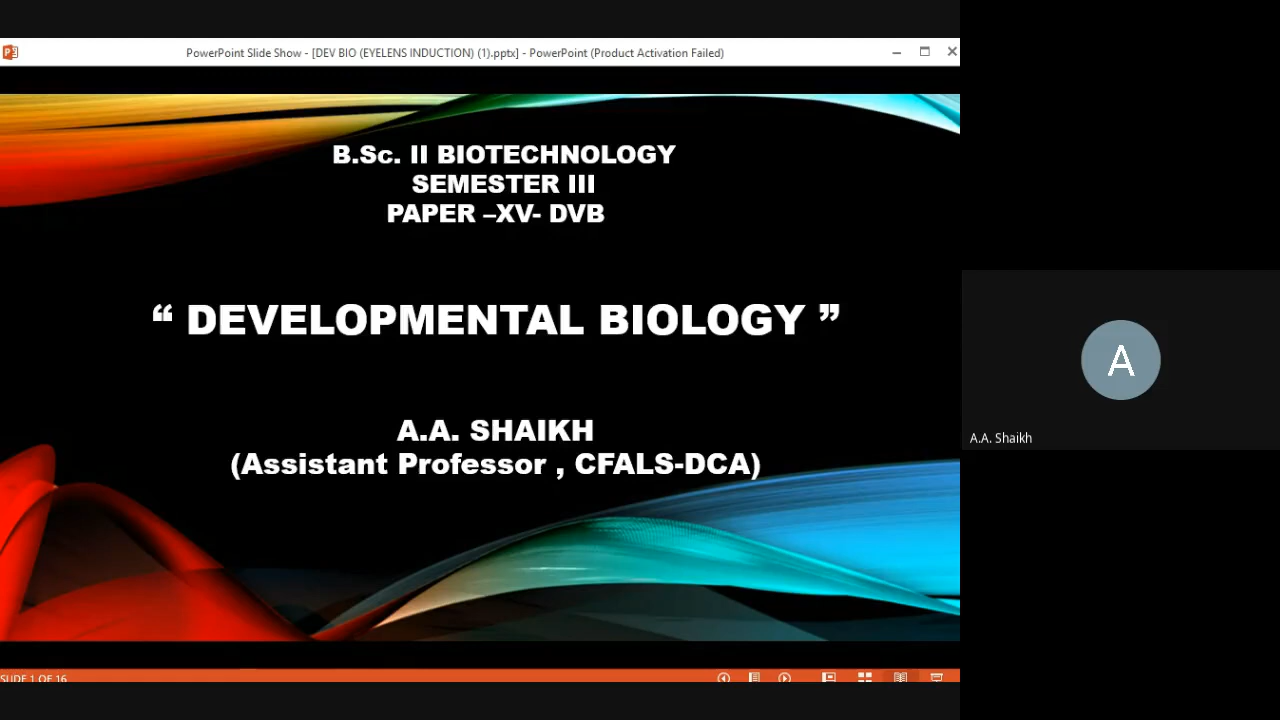 PowerPoint Slide Show - [DEV BIO (EYELENS INDUCTION) (1).pptx] - PowerPoint (Product Activation Failed)
B.Sc. II BIOTECHNOLOGY
SEMESTER III
PAPER –XV- DVB
“ DEVELOPMENTAL BIOLOGY ”
A.A. SHAIKH
(Assistant Professor , CFALS-DCA)
A
A.A. Shaikh
SLIDE 1 OF 16